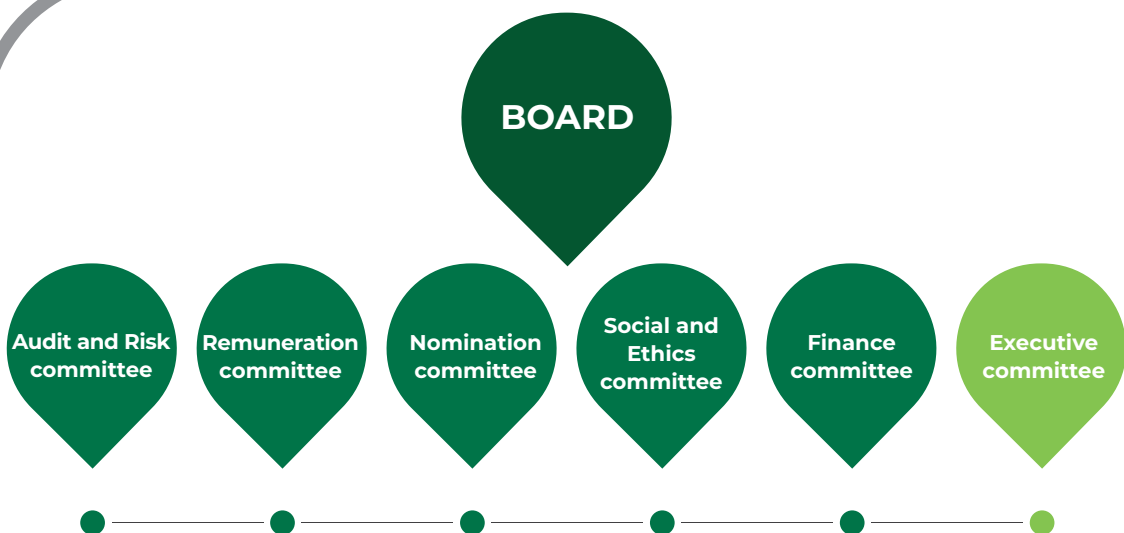 BOARD
Audit and Risk
committee
Remuneration
committee
Nomination
committee
Social and
Ethics
committee
Finance
committee
Executive
committee